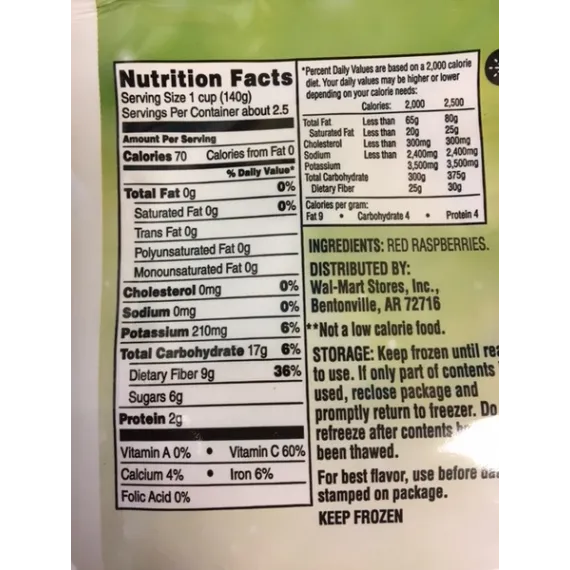 Nutrition Facts
Serving Size 1 cup (140g)
Servings Per Container about 2.5
Amount Per Serving
Calories 70 Calories from Fat 0
% Daily Value*
Total Fat 0g 0%
Saturated Fat 0g 0%
Trans Fat 0g
Polyunsaturated Fat 0g
Monounsaturated Fat 0g
Cholesterol 0mg 0%
Sodium 0mg 0%
Potassium 210mg 6%
Total Carbohydrate 17g 6%
Dietary Fiber 9g 36%
Sugars 6g
Protein 2g
Vitamin A 0% • Vitamin C 60%
Calcium 4% • Iron 6%
Folic Acid 0%
*Percent Daily Values are based on a 2,000 calorie
diet. Your daily values may be higher or lower
depending on your calorie needs:
Calories: 2,000 2,500
Total Fat Less than 65g 80g
Saturated Fat Less than 20g 25g
Cholesterol Less than 300mg 300mg
Sodium Less than 2,400mg 2,400mg
Potassium 3,500mg 3,500mg
Total Carbohydrate 300g 375g
Dietary Fiber 25g 30g
Calories per gram:
Fat 9 • Carbohydrate 4 • Protein 4
INGREDIENTS: RED RASPBERRIES.
DISTRIBUTED BY:
Wal-Mart Stores, Inc.,
Bentonville, AR 72716
**Not a low calorie food.
STORAGE: Keep frozen until
to use. If only part of contents
used, reclose package and
promptly return to freezer. Do
refreeze after contents
been thawed.
For best flavor, use before
stamped on package.
KEEP FROZEN